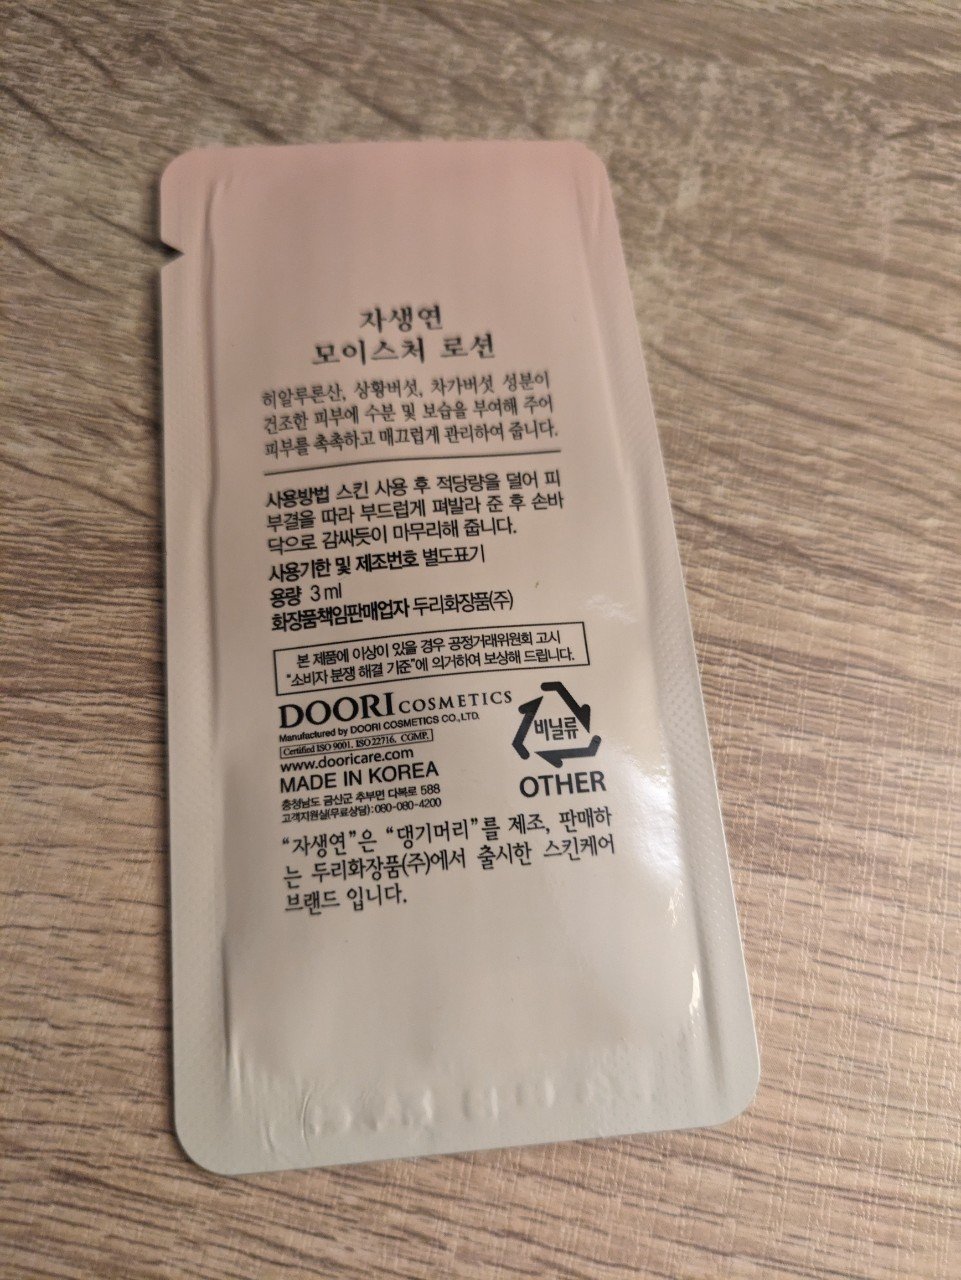 자생연
모이스처 로션
히알루론산, 상황버섯, 차가버섯 성분이
건조한 피부에 수분 및 보습을 부여해 주어
피부를 촉촉하고 매끄럽게 관리하여 줍니다.
사용방법 스킨 사용 후 적당량을 덜어 피
부결을 따라 부드럽게 펴발라 준 후 손바
닥으로 감싸듯이 마무리해 줍니다.
사용기한 및 제조번호 별도표기
용량 3ml
화장품책임판매업자 두리화장품(주)
본 제품에 이상이 있을 경우 공정거래위원회 고시
"소비자 분쟁 해결 기준"에 의거하여 보상해 드립니다.
DOORI COSMETICS
Manufactured by DOORI COSMETICS CO.,LTD.
Certified ISO 9001, ISO 22716, CGMP,
www.dooricare.com
MADE IN KOREA
충청남도 금산군 추부면 다복로 588
고객지원실(무료상담):080-080-4200
비닐류
OTHER
"자생연"은 "댕기머리"를 제조, 판매하
는 두리화장품(주)에서 출시한 스킨케어
브랜드 입니다.